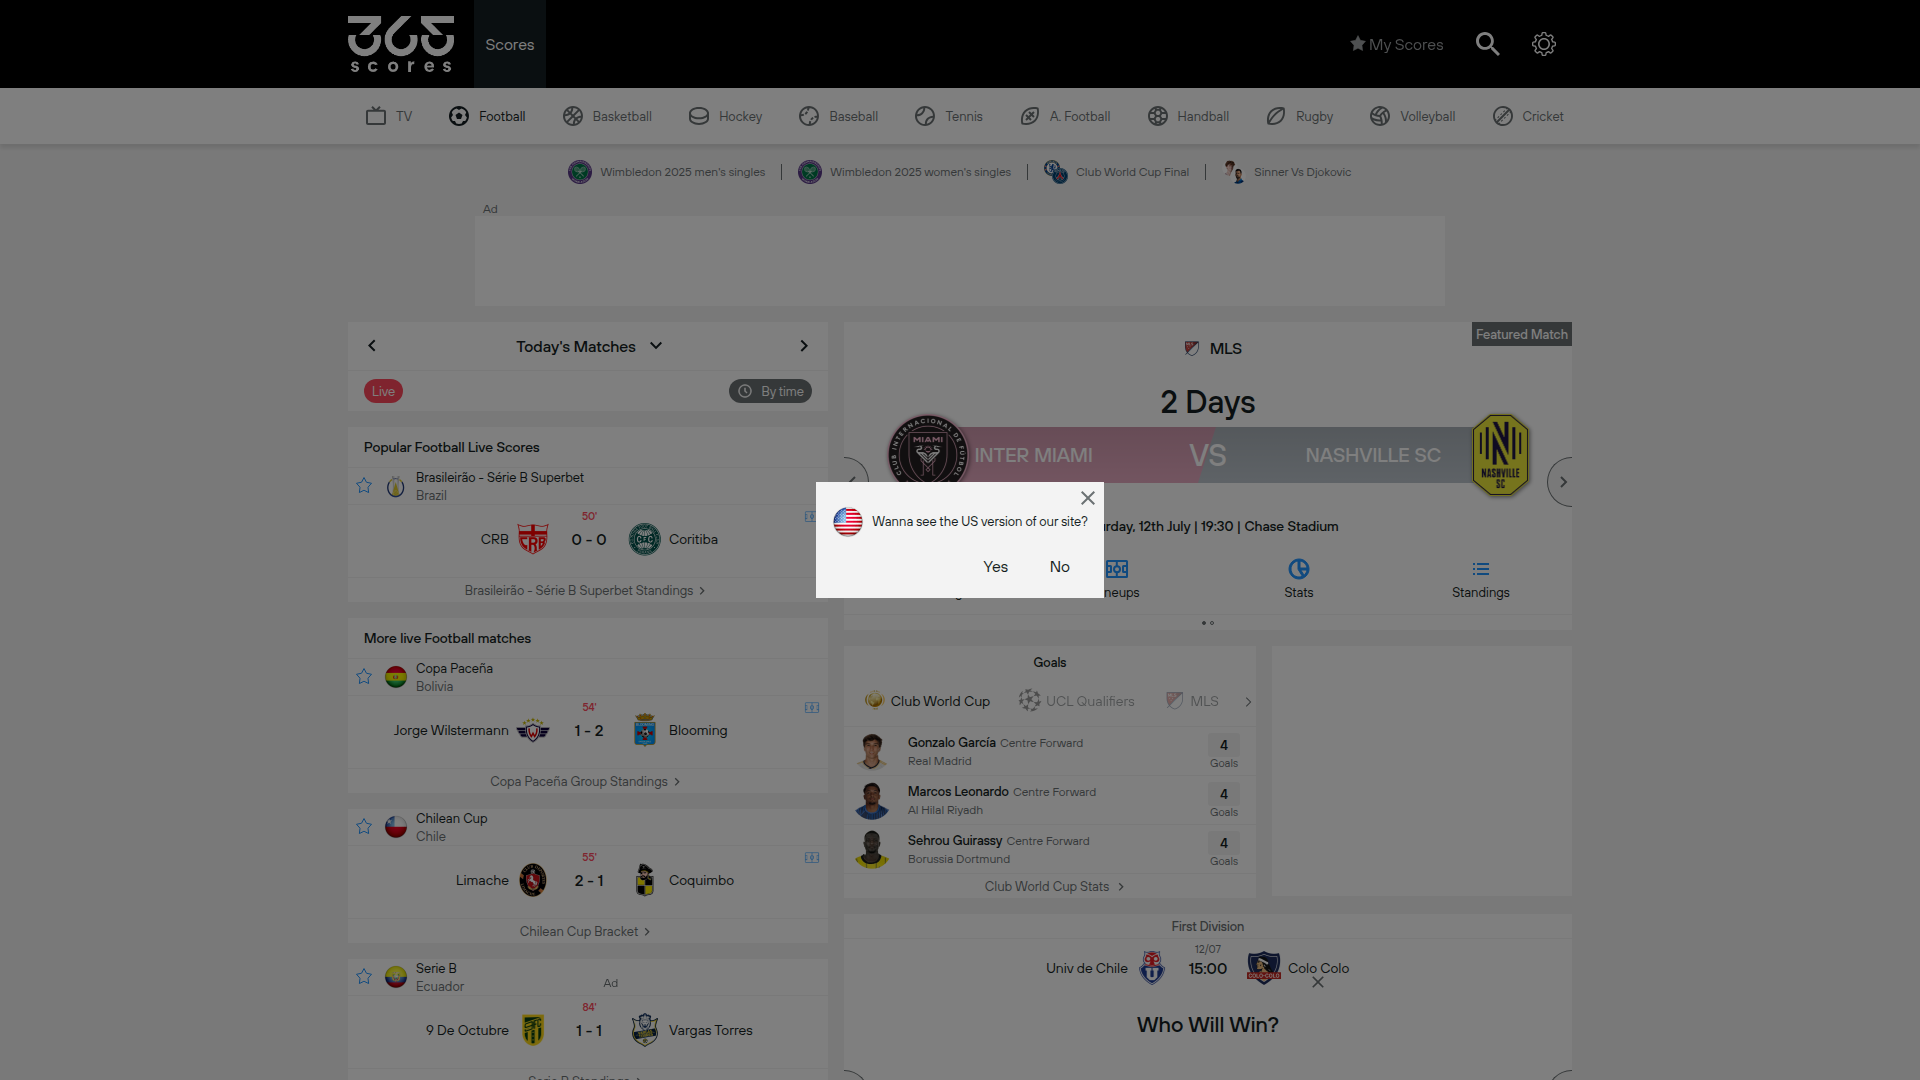 365
scores
Scores
My Scores
TV
Football
Basketball
Hockey
Baseball
Tennis
A. Football
Handball
Rugby
Volleyball
Cricket
Wimbledon 2025 men's singles
Wimbledon 2025 women's singles
Club World Cup Final
Sinner Vs Djokovic
Ad
Today's Matches
Live
By time
Popular Football Live Scores
Brasileirão - Série B Superbet
Brazil
50'
CRB 0 - 0 Coritiba
Brasileirão - Série B Superbet Standings
More live Football matches
Copa Paceña
Bolivia
54'
Jorge Wilstermann 1 - 2 Blooming
Copa Paceña Group Standings
Chilean Cup
Chile
55'
Limache 2 - 1 Coquimbo
Chilean Cup Bracket
Serie B
Ecuador
Ad
84'
9 De Octubre 1 - 1 Vargas Torres
Serie B Standings
Featured Match
MLS
2 Days
INTER MIAMI VS NASHVILLE SC
Wanna see the US version of our site?
Yes No
12th July | 19:30 | Chase Stadium
Stats
Standings
Goals
Club World Cup
UCL Qualifiers
MLS
Gonzalo García Centre Forward
Real Madrid
4
Goals
Marcos Leonardo Centre Forward
Al Hilal Riyadh
4
Goals
Sehrou Guirassy Centre Forward
Borussia Dortmund
4
Goals
Club World Cup Stats
First Division
12/07
Univ de Chile 15:00 Colo Colo
Who Will Win?